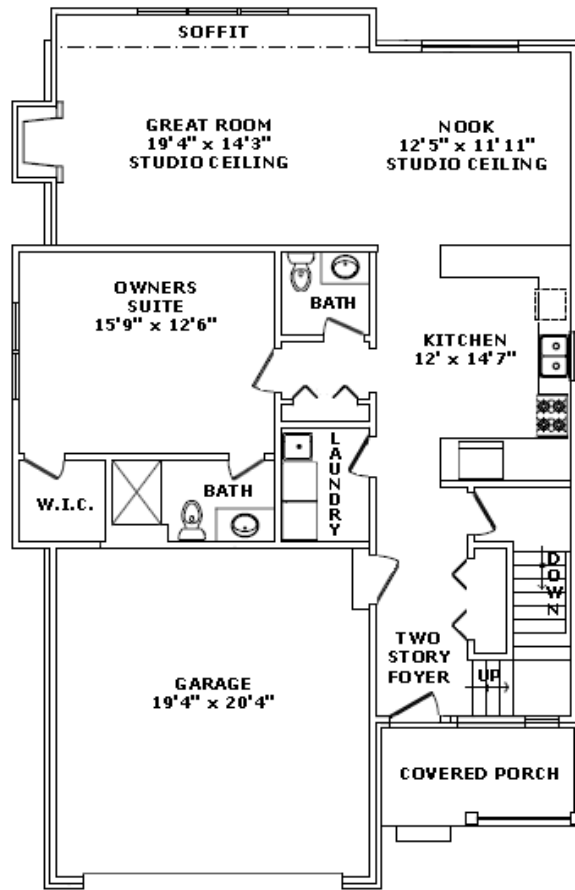 SOFFIT
GREAT ROOM
19'4" x 14'3"
STUDIO CEILING
NOOK
12'5" x 11'11"
STUDIO CEILING
OWNERS
SUITE
15'9" x 12'6"
BATH
KITCHEN
12' x 14'7"
LAUNDRY
W.I.C.
BATH
DOWN
TWO
STORY
FOYER
UP
GARAGE
19'4" x 20'4"
COVERED PORCH